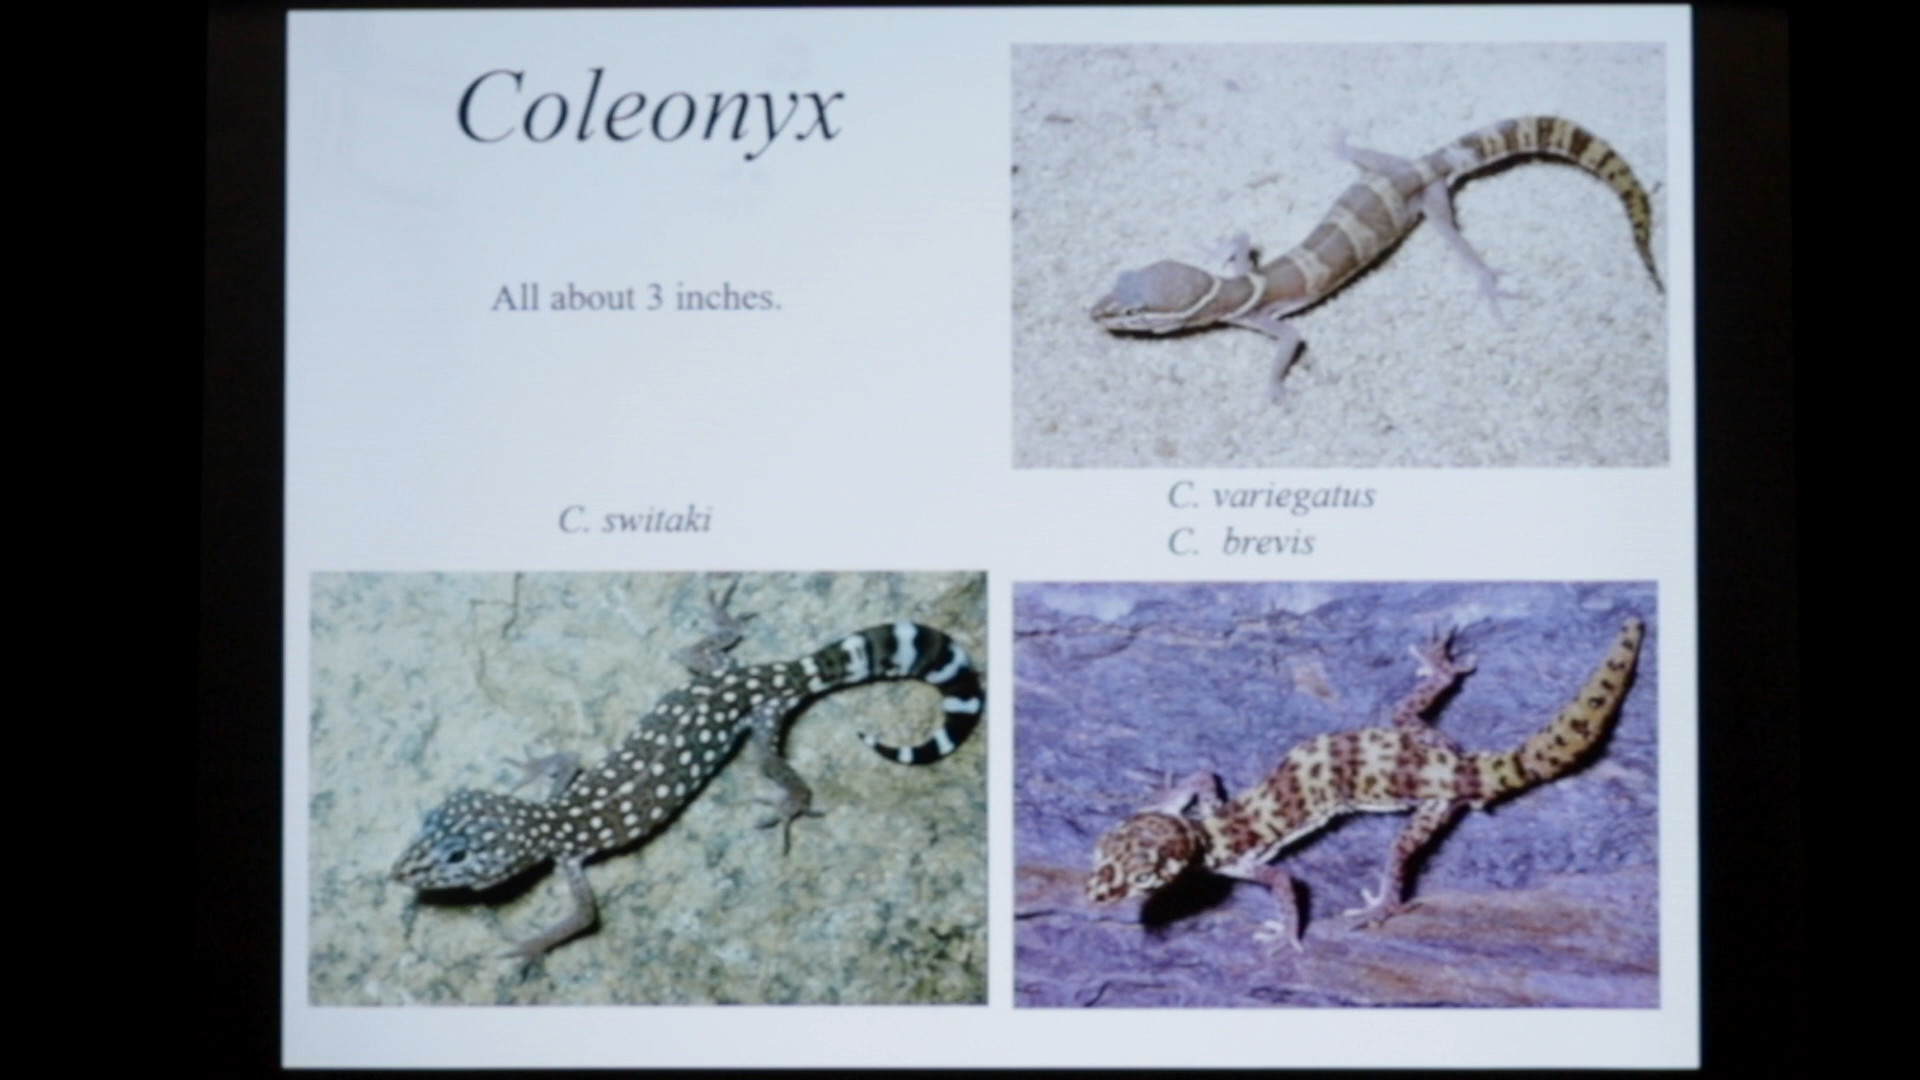 Coleonyx
All about 3 inches.
C. switaki
C. variegatus
C. brevis